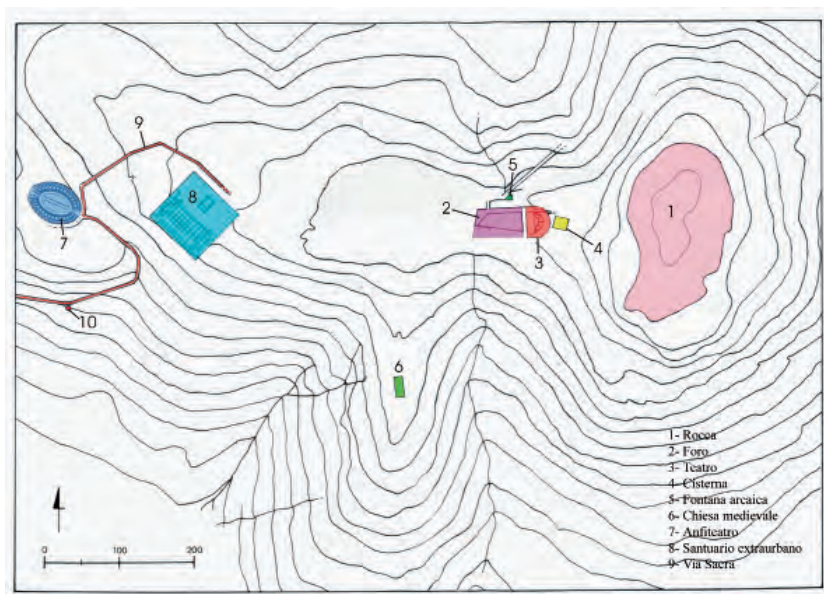 9
5
8
1
2
7
4
3
10
6
1- Rocca
2- Foro
3- Teatro
4- Cisterna
5- Fontana arcaica
6- Chiesa medievale
7- Anfiteatro
8- Santuario extraurbano
9- Via Sacra
0 100 200